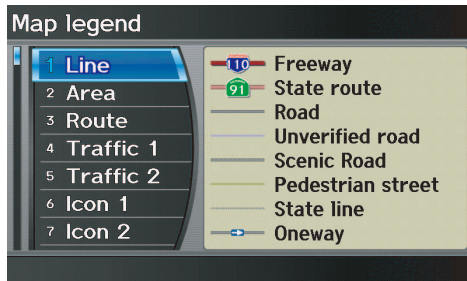 Map legend
1 Line
2 Area
3 Route
4 Traffic 1
5 Traffic 2
6 Icon 1
7 Icon 2
110 Freeway
91 State route
Road
Unverified road
Scenic Road
Pedestrian street
State line
Oneway